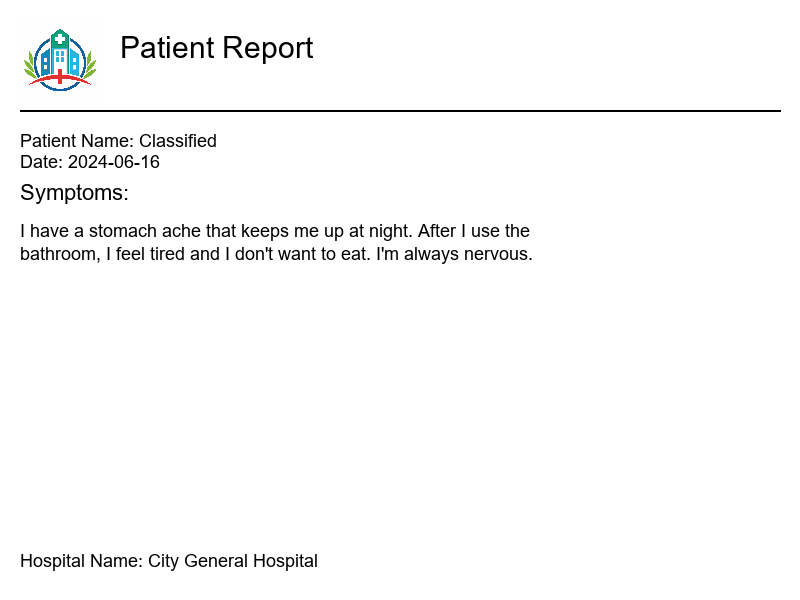 Patient Report
Patient Name: Classified
Date: 2024-06-16
Symptoms:
I have a stomach ache that keeps me up at night. After I use the
bathroom, I feel tired and I don't want to eat. I'm always nervous.
Hospital Name: City General Hospital